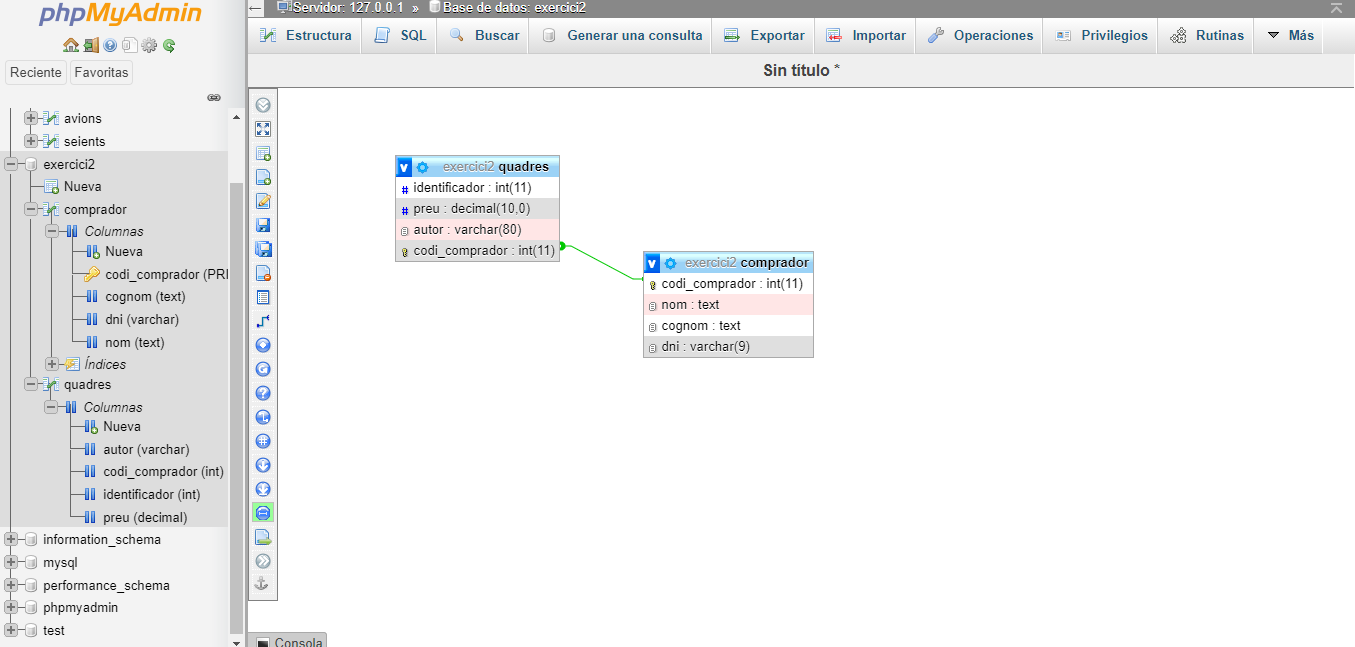 phpMyAdmin
Reciente Favoritas
avions
seients
exercici2
Nueva
comprador
Columnas
Nueva
codi_comprador (PRI
cognom (text)
dni (varchar)
nom (text)
Índices
quadres
Columnas
Nueva
autor (varchar)
codi_comprador (int)
identificador (int)
preu (decimal)
information_schema
mysql
performance_schema
phpmyadmin
test
Servidor: 127.0.0.1 » Base de datos: exercici2
Estructura SQL Buscar Generar una consulta Exportar Importar Operaciones Privilegios Rutinas Más
Sin título *
v exercici2 quadres
# identificador : int(11)
# preu : decimal(10,0)
autor : varchar(80)
codi_comprador : int(11)
v exercici2 comprador
codi_comprador : int(11)
nom : text
cognom : text
dni : varchar(9)
Consola